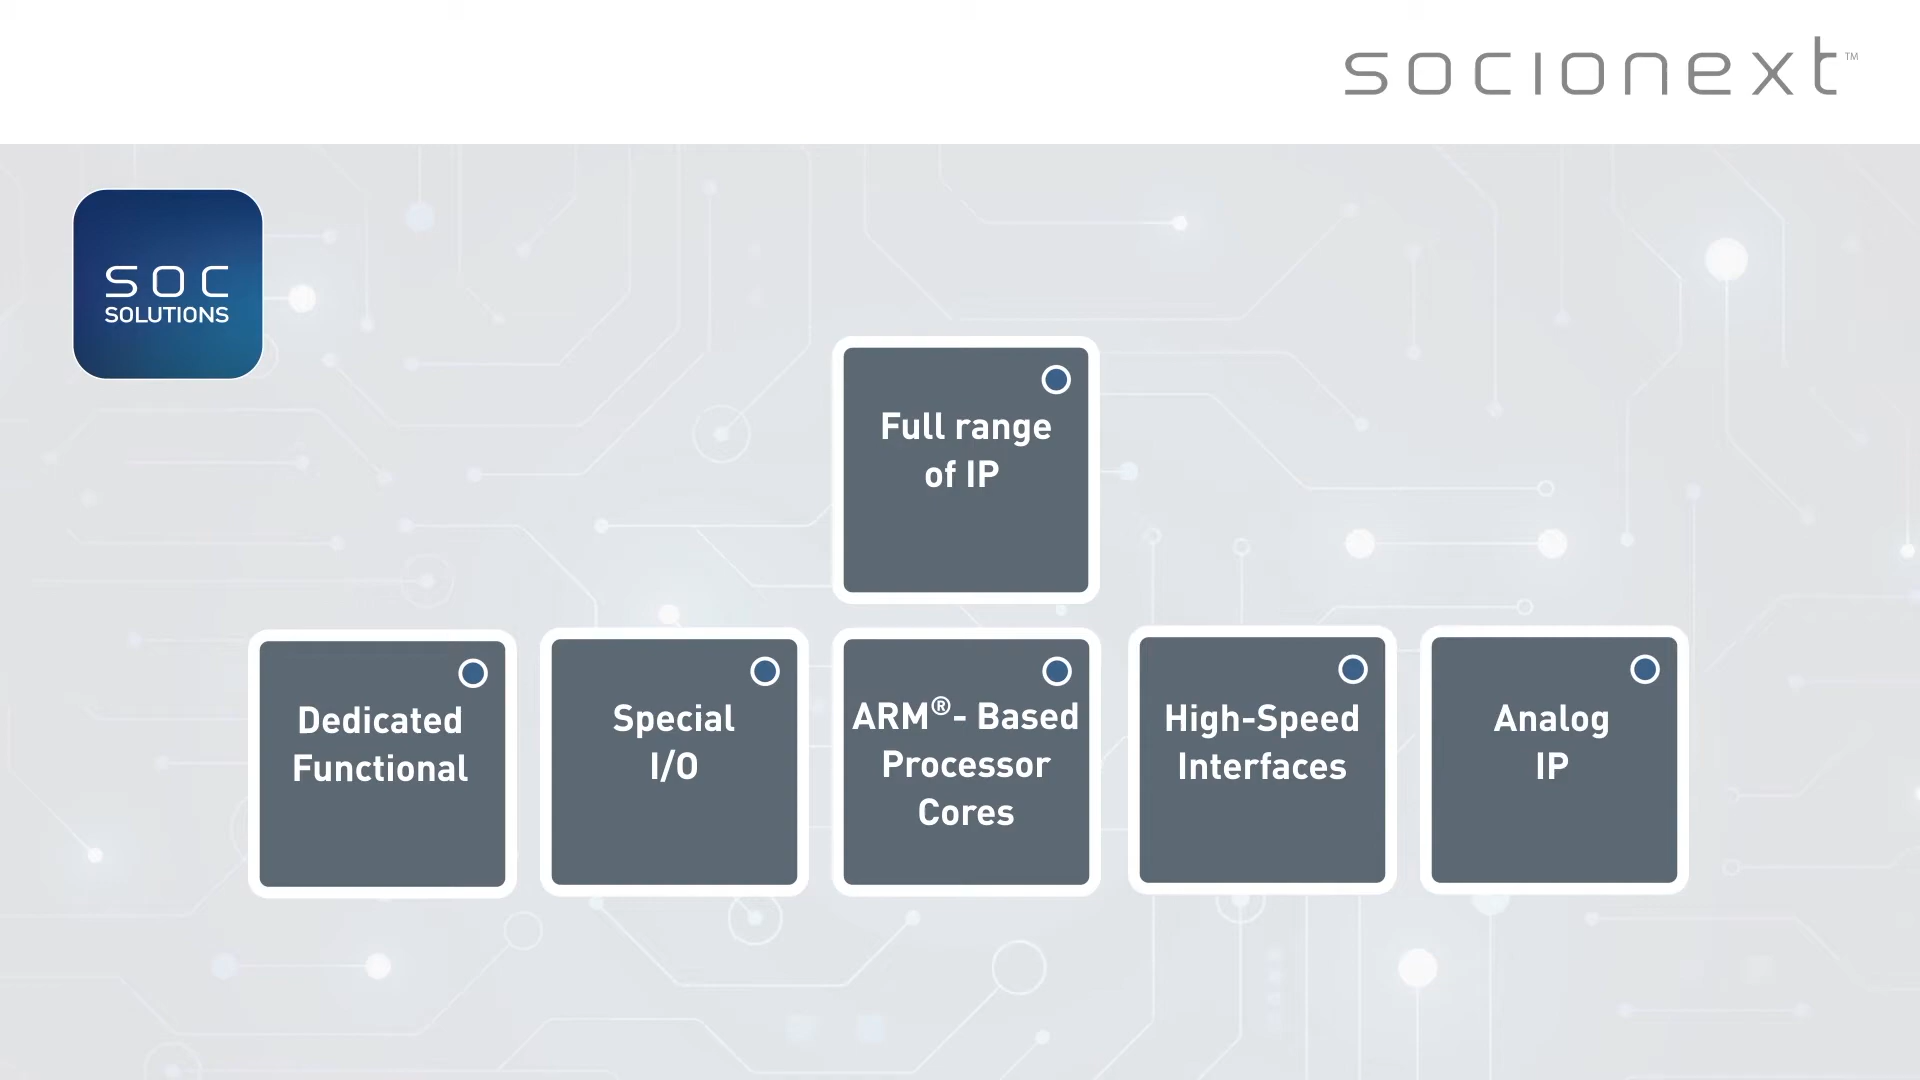 socionext™
SOC
SOLUTIONS
Full range
of IP
Dedicated
Functional
Special
I/O
ARM®- Based
Processor
Cores
High-Speed
Interfaces
Analog
IP